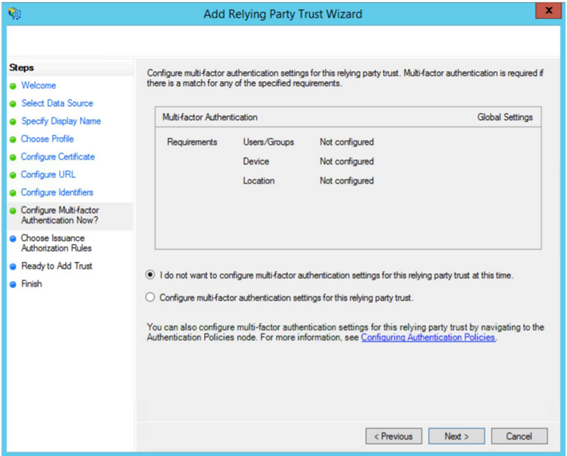 Add Relying Party Trust Wizard
x
Steps
Welcome
Select Data Source
Specify Display Name
Choose Profile
Configure Certificate
Configure URL
Configure Identifiers
Configure Multi-factor
Authentication Now?
Choose Issuance
Authorization Rules
Ready to Add Trust
Finish
Configure multi-factor authentication settings for this relying party trust. Multi-factor authentication is required if
there is a match for any of the specified requirements.
Multi-factor Authentication Global Settings
Requirements Users/Groups Not configured
Device Not configured
Location Not configured
I do not want to configure multi-factor authentication settings for this relying party trust at this time.
Configure multi-factor authentication settings for this relying party trust.
You can also configure multi-factor authentication settings for this relying party trust by navigating to the
Authentication Policies node. For more information, see Configuring Authentication Policies.
< Previous Next > Cancel